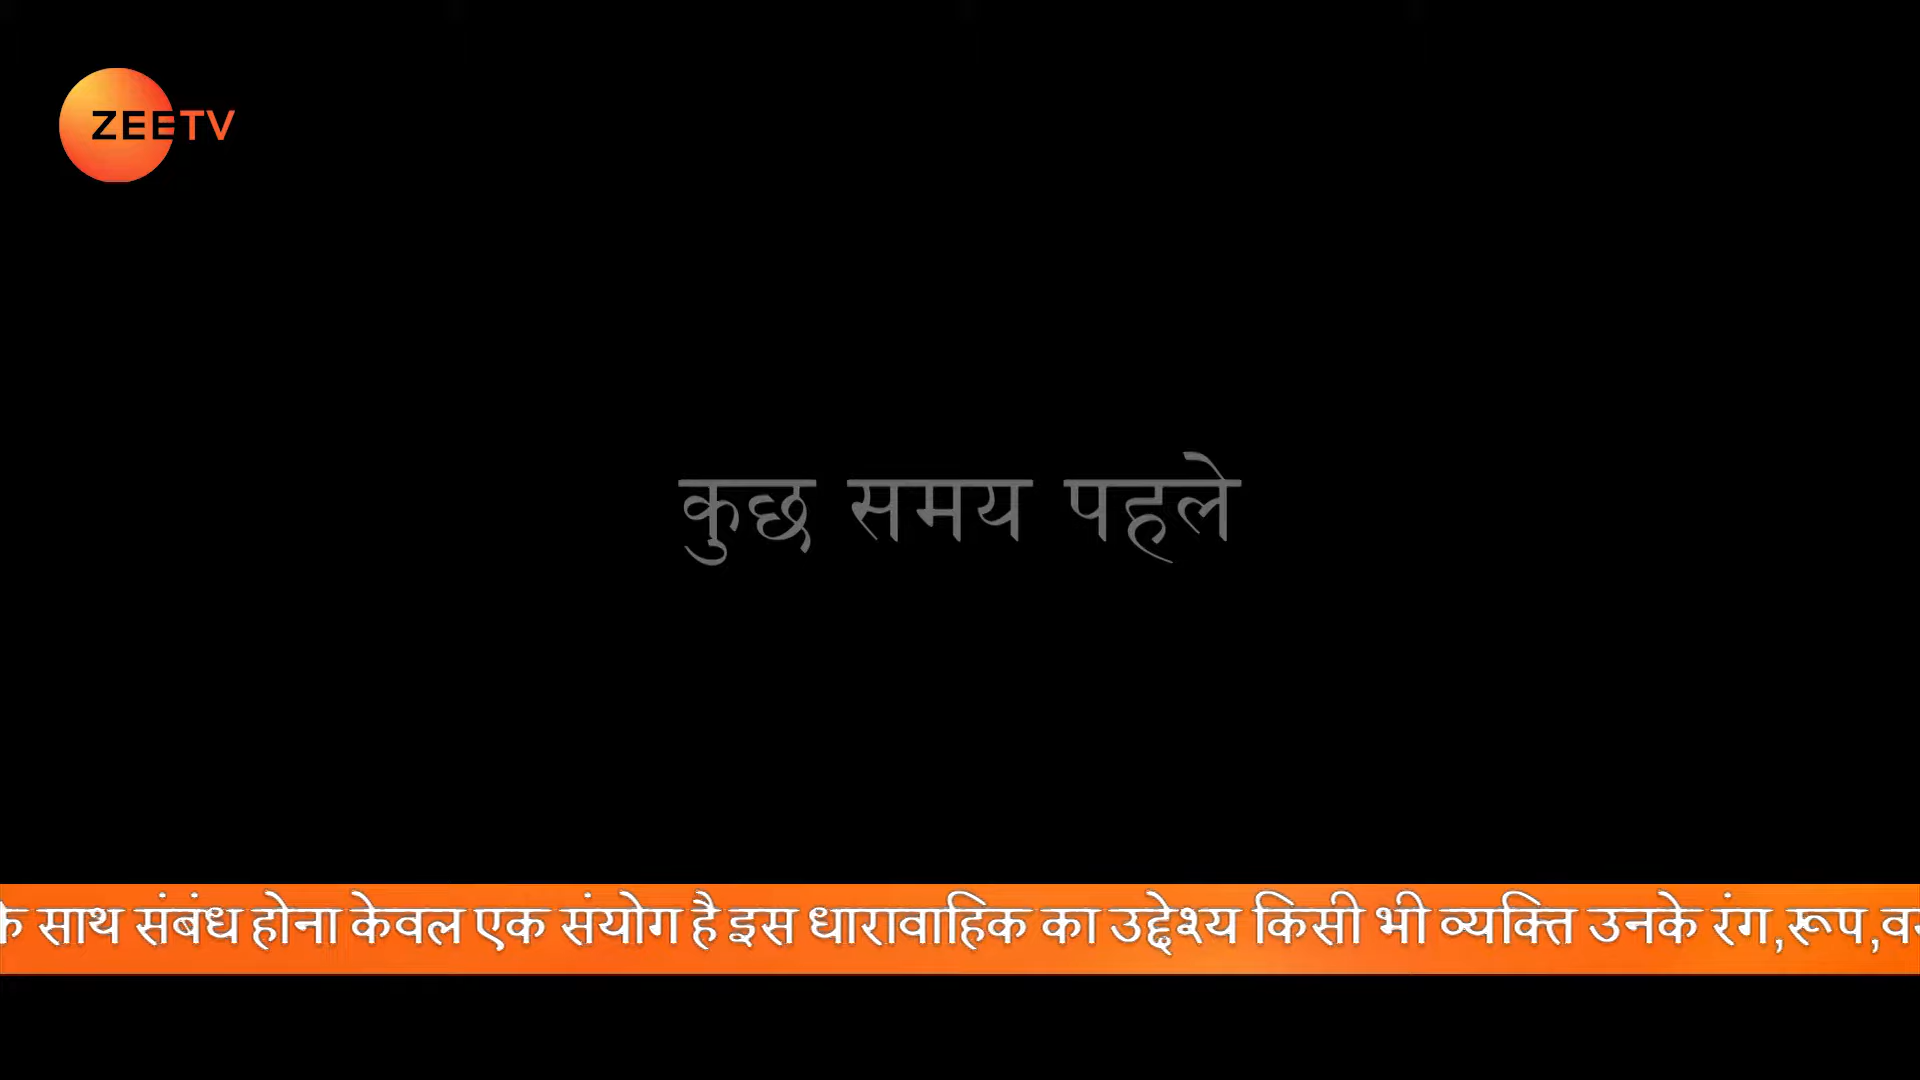 ZEETV
कुछ समय पहले
साथ संबंध होना केवल एक संयोग है इस धारावाहिक का उद्देश्य किसी भी व्यक्ति उनके रंग,रूप,